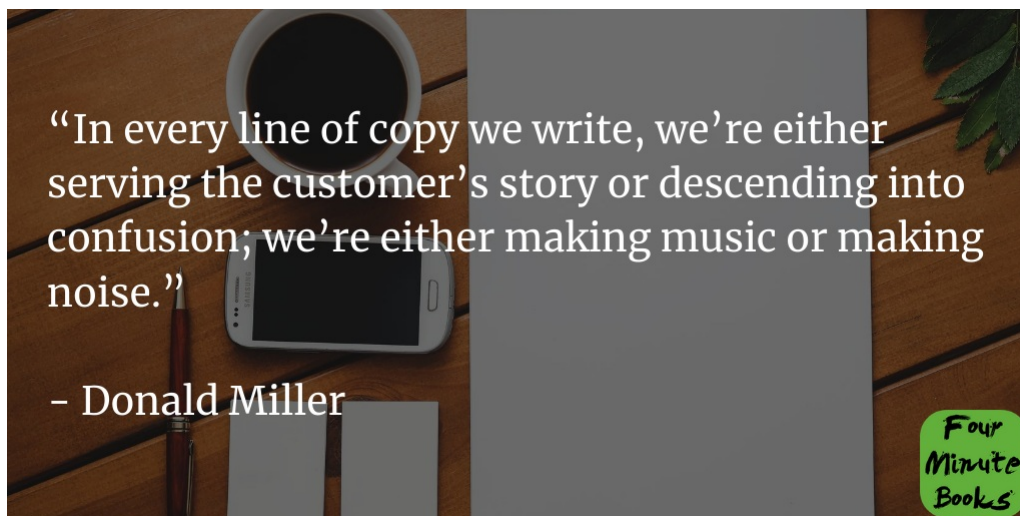 “In every line of copy we write, we’re either
serving the customer’s story or descending into
confusion; we’re either making music or making
noise.”
- Donald Miller
SAMSUNG
Four
Minute
Books